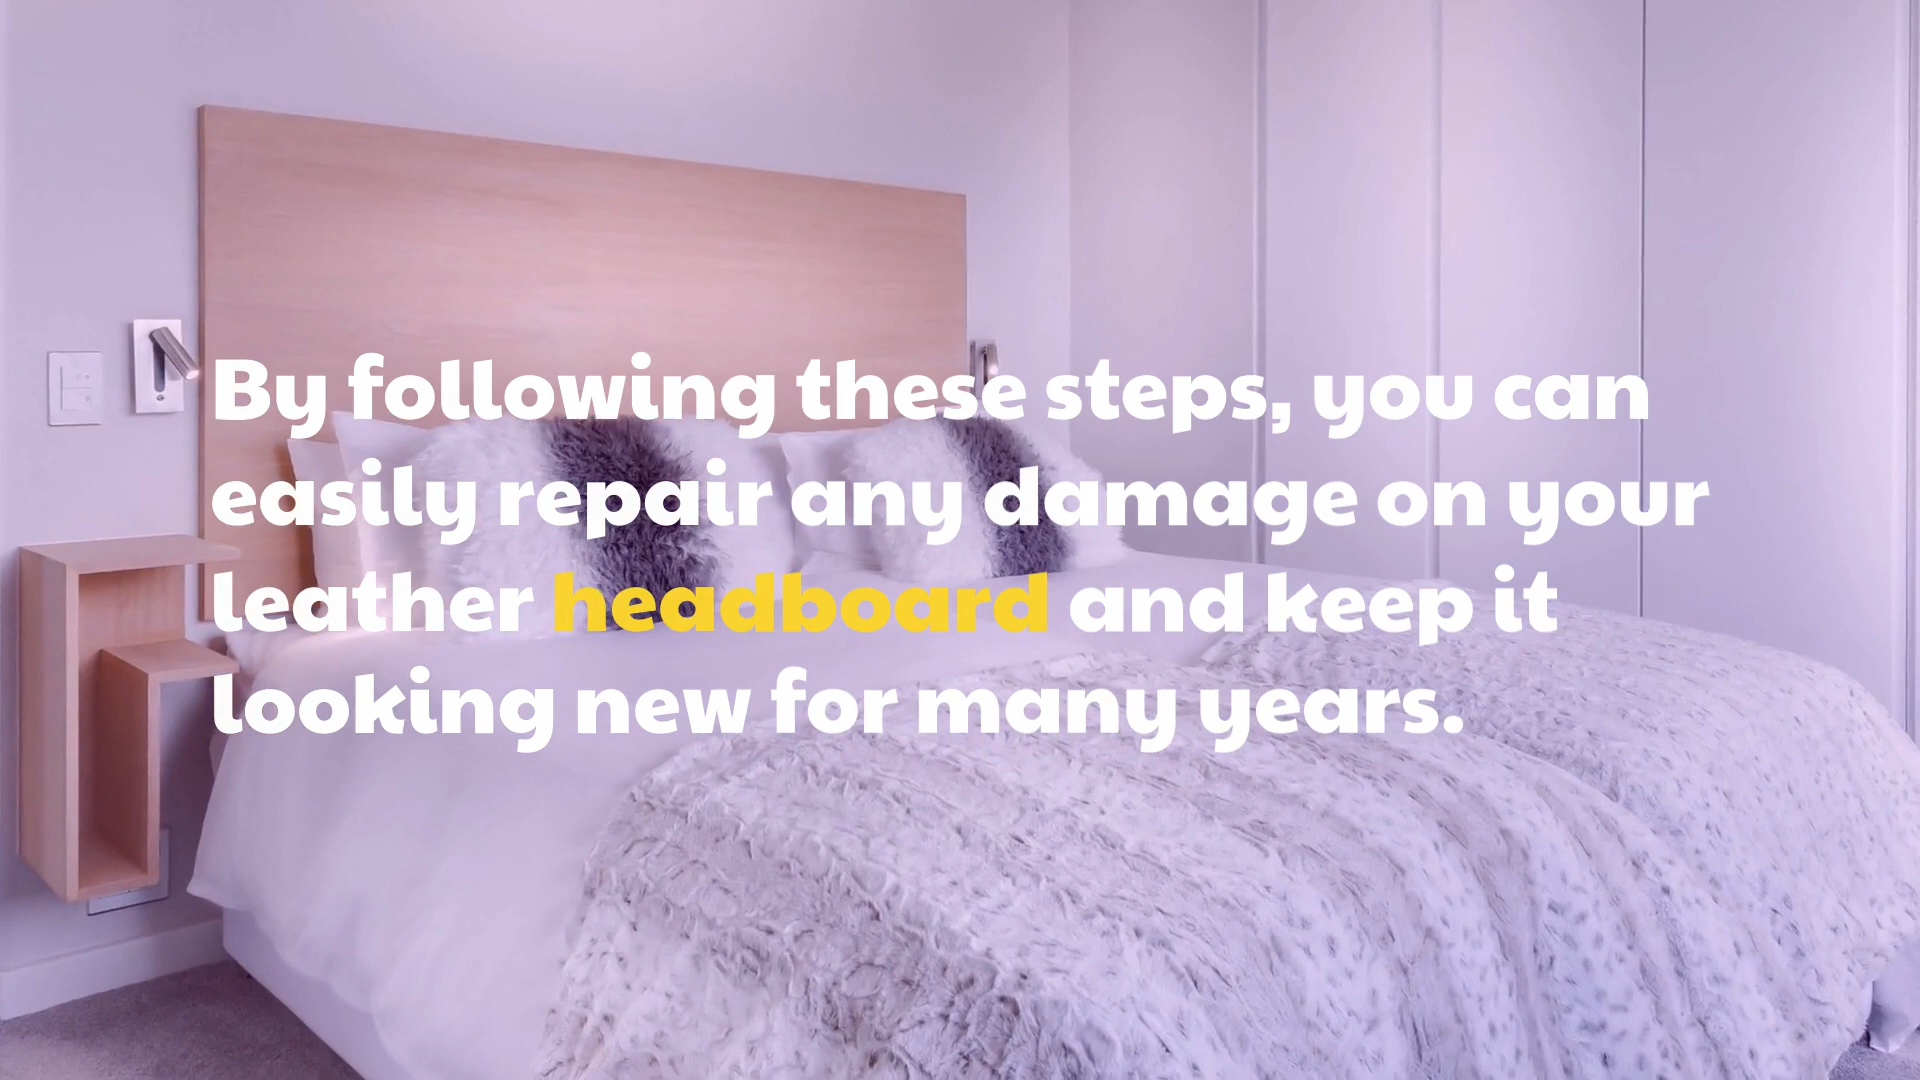 By following these steps, you can
easily repair any damage on your
leather headboard and keep it
looking new for many years.